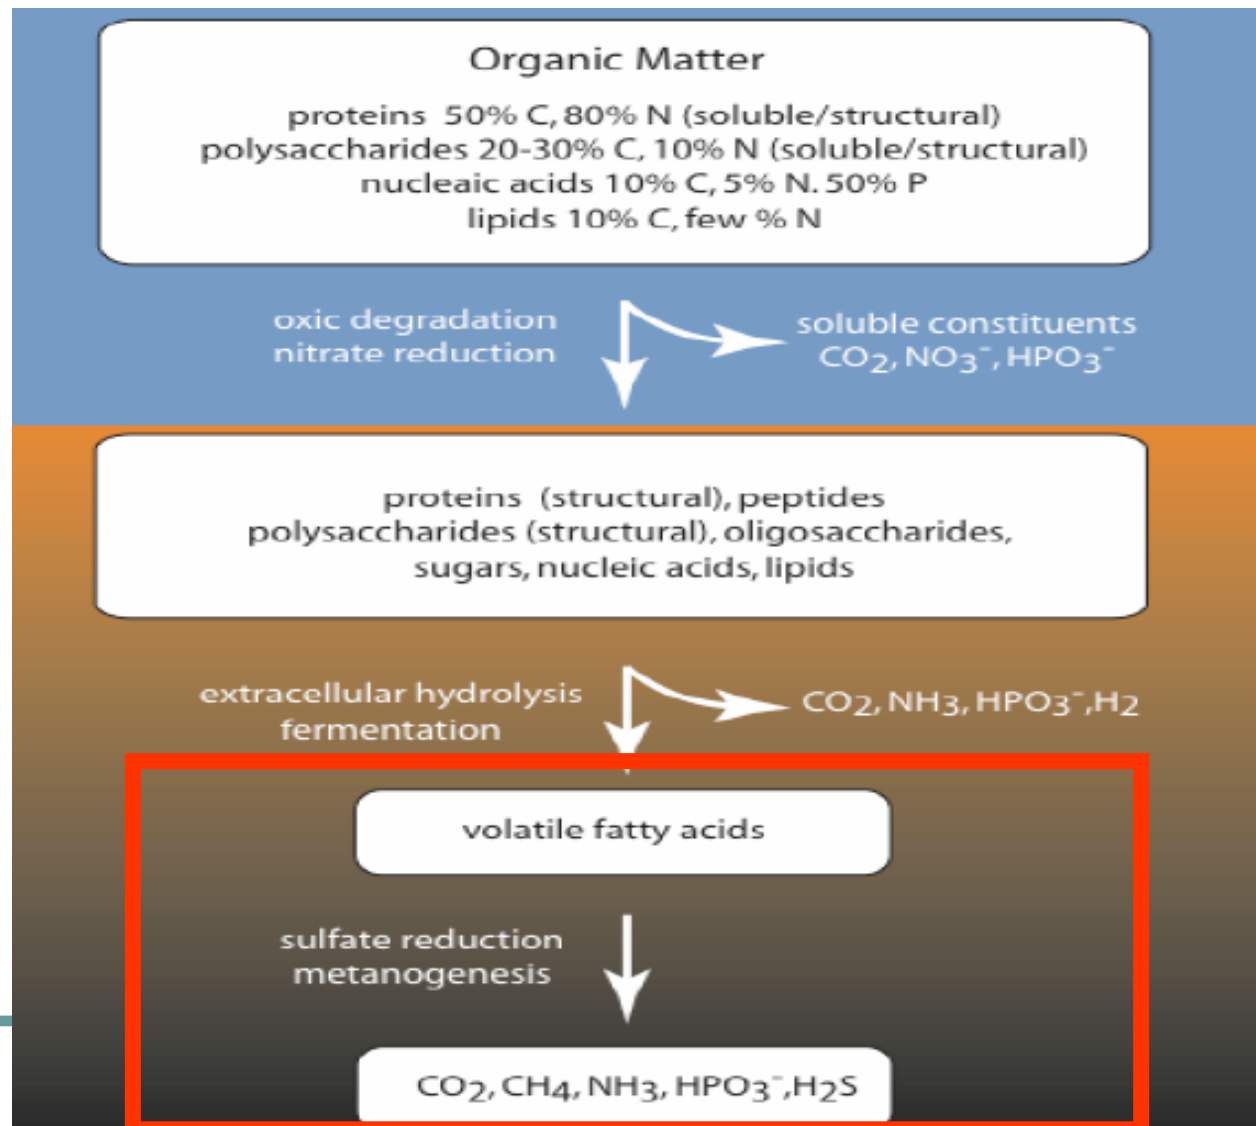 Organic Matter
proteins 50% C, 80% N (soluble/structural)
polysaccharides 20-30% C, 10% N (soluble/structural)
nucleaic acids 10% C, 5% N. 50% P
lipids 10% C, few % N
oxic degradation
nitrate reduction
soluble constituents
CO₂, NO₃⁻, HPO₃⁻
proteins (structural), peptides
polysaccharides (structural), oligosaccharides,
sugars, nucleic acids, lipids
extracellular hydrolysis
fermentation
CO₂, NH₃, HPO₃⁻,H₂
volatile fatty acids
sulfate reduction
metanogenesis
CO₂, CH₄, NH₃, HPO₃⁻,H₂S